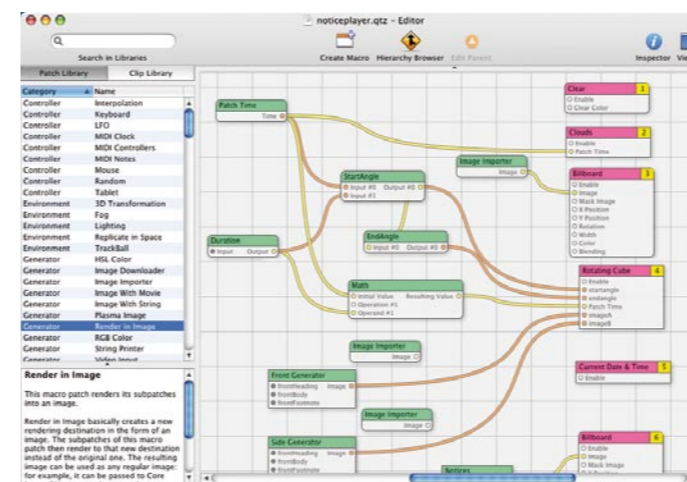 noticeplayer.qtz – Editor
Search in Libraries
Create Macro Hierarchy Browser Edit Parent
Inspector
Patch Library Clip Library
Category Name
Controller Interpolation
Controller Keyboard
Controller LFO
Controller MIDI Clock
Controller MIDI Controllers
Controller MIDI Notes
Controller Mouse
Controller Random
Controller Tablet
Environment 3D Transformation
Environment Fog
Environment Lighting
Environment Replicate in Space
Environment TrackBall
Generator HSL Color
Generator Image Downloader
Generator Image Importer
Generator Image With Movie
Generator Image With String
Generator Plasma Image
Generator Render in Image
Generator RGB Color
Generator String Printer
Generator Video Input
Render in Image
This macro patch renders its subpatches
into an image.
Render in Image basically creates a new
rendering destination in the form of an
image. The subpatches of this macro
patch then render to that new destination
instead of the original one. The resulting
image can be used as any regular image:
for example, it can be passed to Core
Patch Time
Time
Clear 1
Enable
Clear Color
Clouds 2
Enable
Patch Time
Image Importer
Image
Billboard 3
Enable
Image
Mask Image
X Position
Y Position
Rotation
Width
Color
Blending
StartAngle
Input #0 Output #0
Input #1
Duration
Input Output
EndAngle
Input #0 Output #0
Math
Initial Value Resulting Value
Operation #1
Operand #1
Rotating Cube 4
Enable
startangle
endangle
Patch Time
imageA
imageB
Image Importer
Image
Front Generator
frontHeading Image
frontBody
frontFootnote
Current Date & Time 5
Enable
Image Importer
Image
Side Generator
frontHeading Image
frontBody
frontFootnote
Notices
Billboard 6
Enable
Image
Mask Image